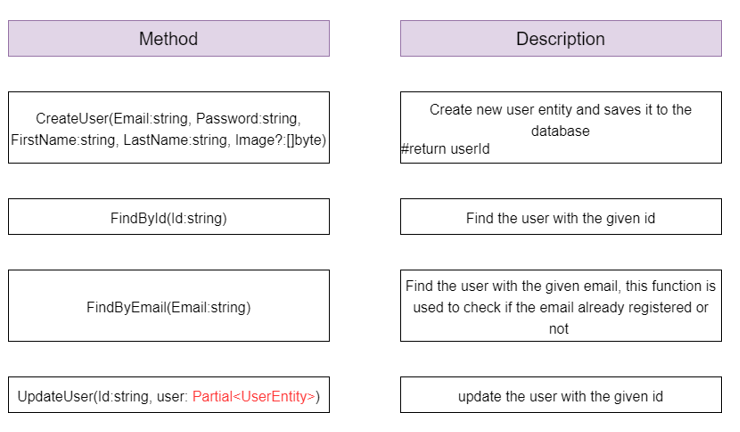 Method
Description
CreateUser(Email:string, Password:string,
FirstName:string, LastName:string, Image?:[]byte)
Create new user entity and saves it to the
database
#return userId
FindById(Id:string)
Find the user with the given id
FindByEmail(Email:string)
Find the user with the given email, this function is
used to check if the email already registered or
not
UpdateUser(Id:string, user: Partial<UserEntity>)
update the user with the given id